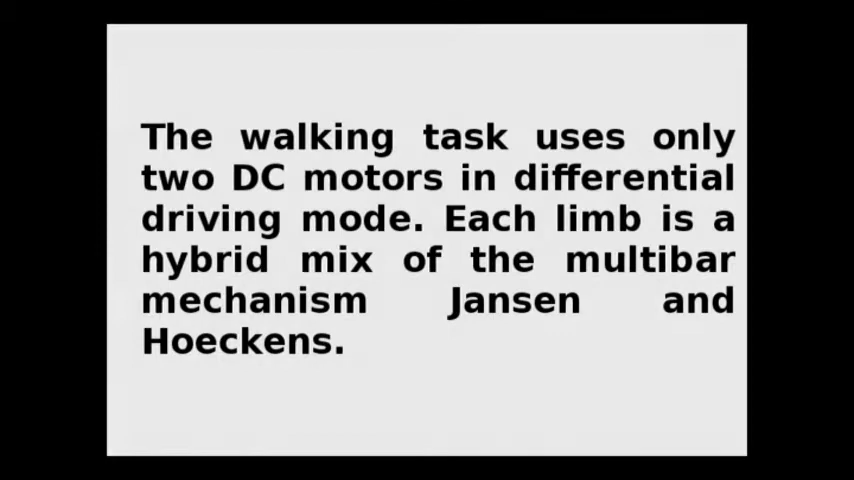 The walking task uses only
two DC motors in differential
driving mode. Each limb is a
hybrid mix of the multibar
mechanism Jansen and
Hoeckens.